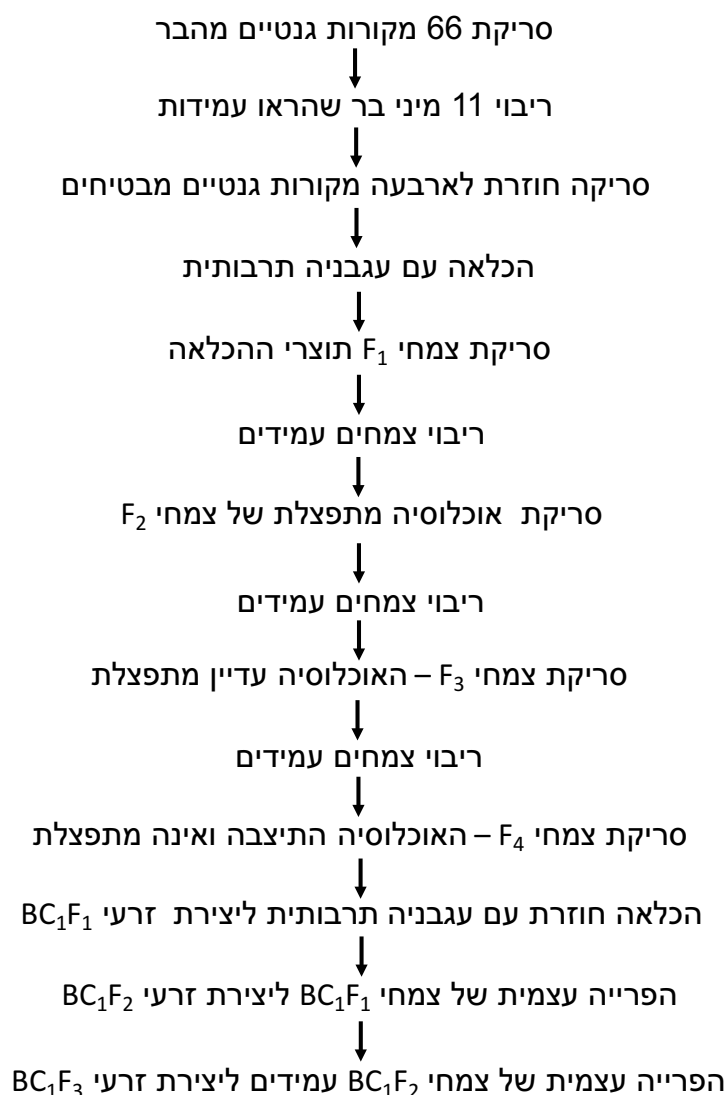 סריקת 66 מקורות גנטיים מהבר
ריבוי 11 מיני בר שהראו עמידות
סריקה חוזרת לארבעה מקורות גנטיים מבטיחים
הכלאה עם עגבניה תרבותית
סריקת צמחי F₁ תוצרי ההכלאה
ריבוי צמחים עמידים
סריקת אוכלוסיה מתפצלת של צמחי F₂
ריבוי צמחים עמידים
סריקת צמחי F₃ – האוכלוסיה עדיין מתפצלת
ריבוי צמחים עמידים
סריקת צמחי F₄ – האוכלוסיה התיצבה ואינה מתפצלת
הכלאה חוזרת עם עגבניה תרבותית ליצירת זרעי BC₁F₁
הפרייה עצמית של צמחי BC₁F₁ ליצירת זרעי BC₁F₂
הפרייה עצמית של צמחי BC₁F₂ עמידים ליצירת זרעי BC₁F₃